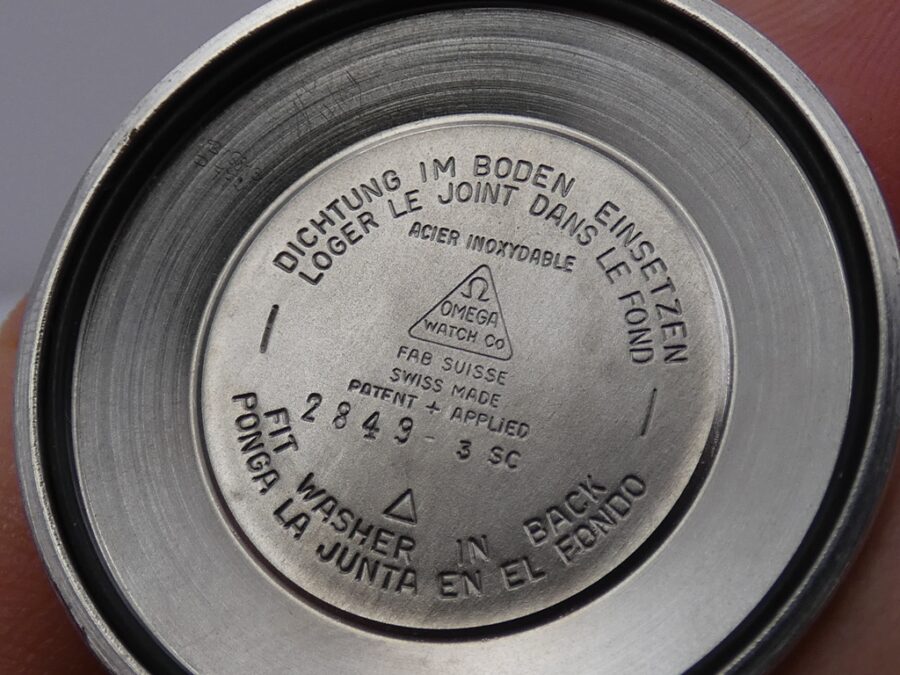 DICHTUNG IM BODEN EINSETZEN
LOGER LE JOINT DANS LE FOND
ACIER INOXYDABLE
Ω
OMEGA
WATCH Co
FAB SUISSE
SWISS MADE
PATENT + APPLIED
2849-3 SC
FIT WASHER IN BACK
PONGA LA JUNTA EN EL FONDO